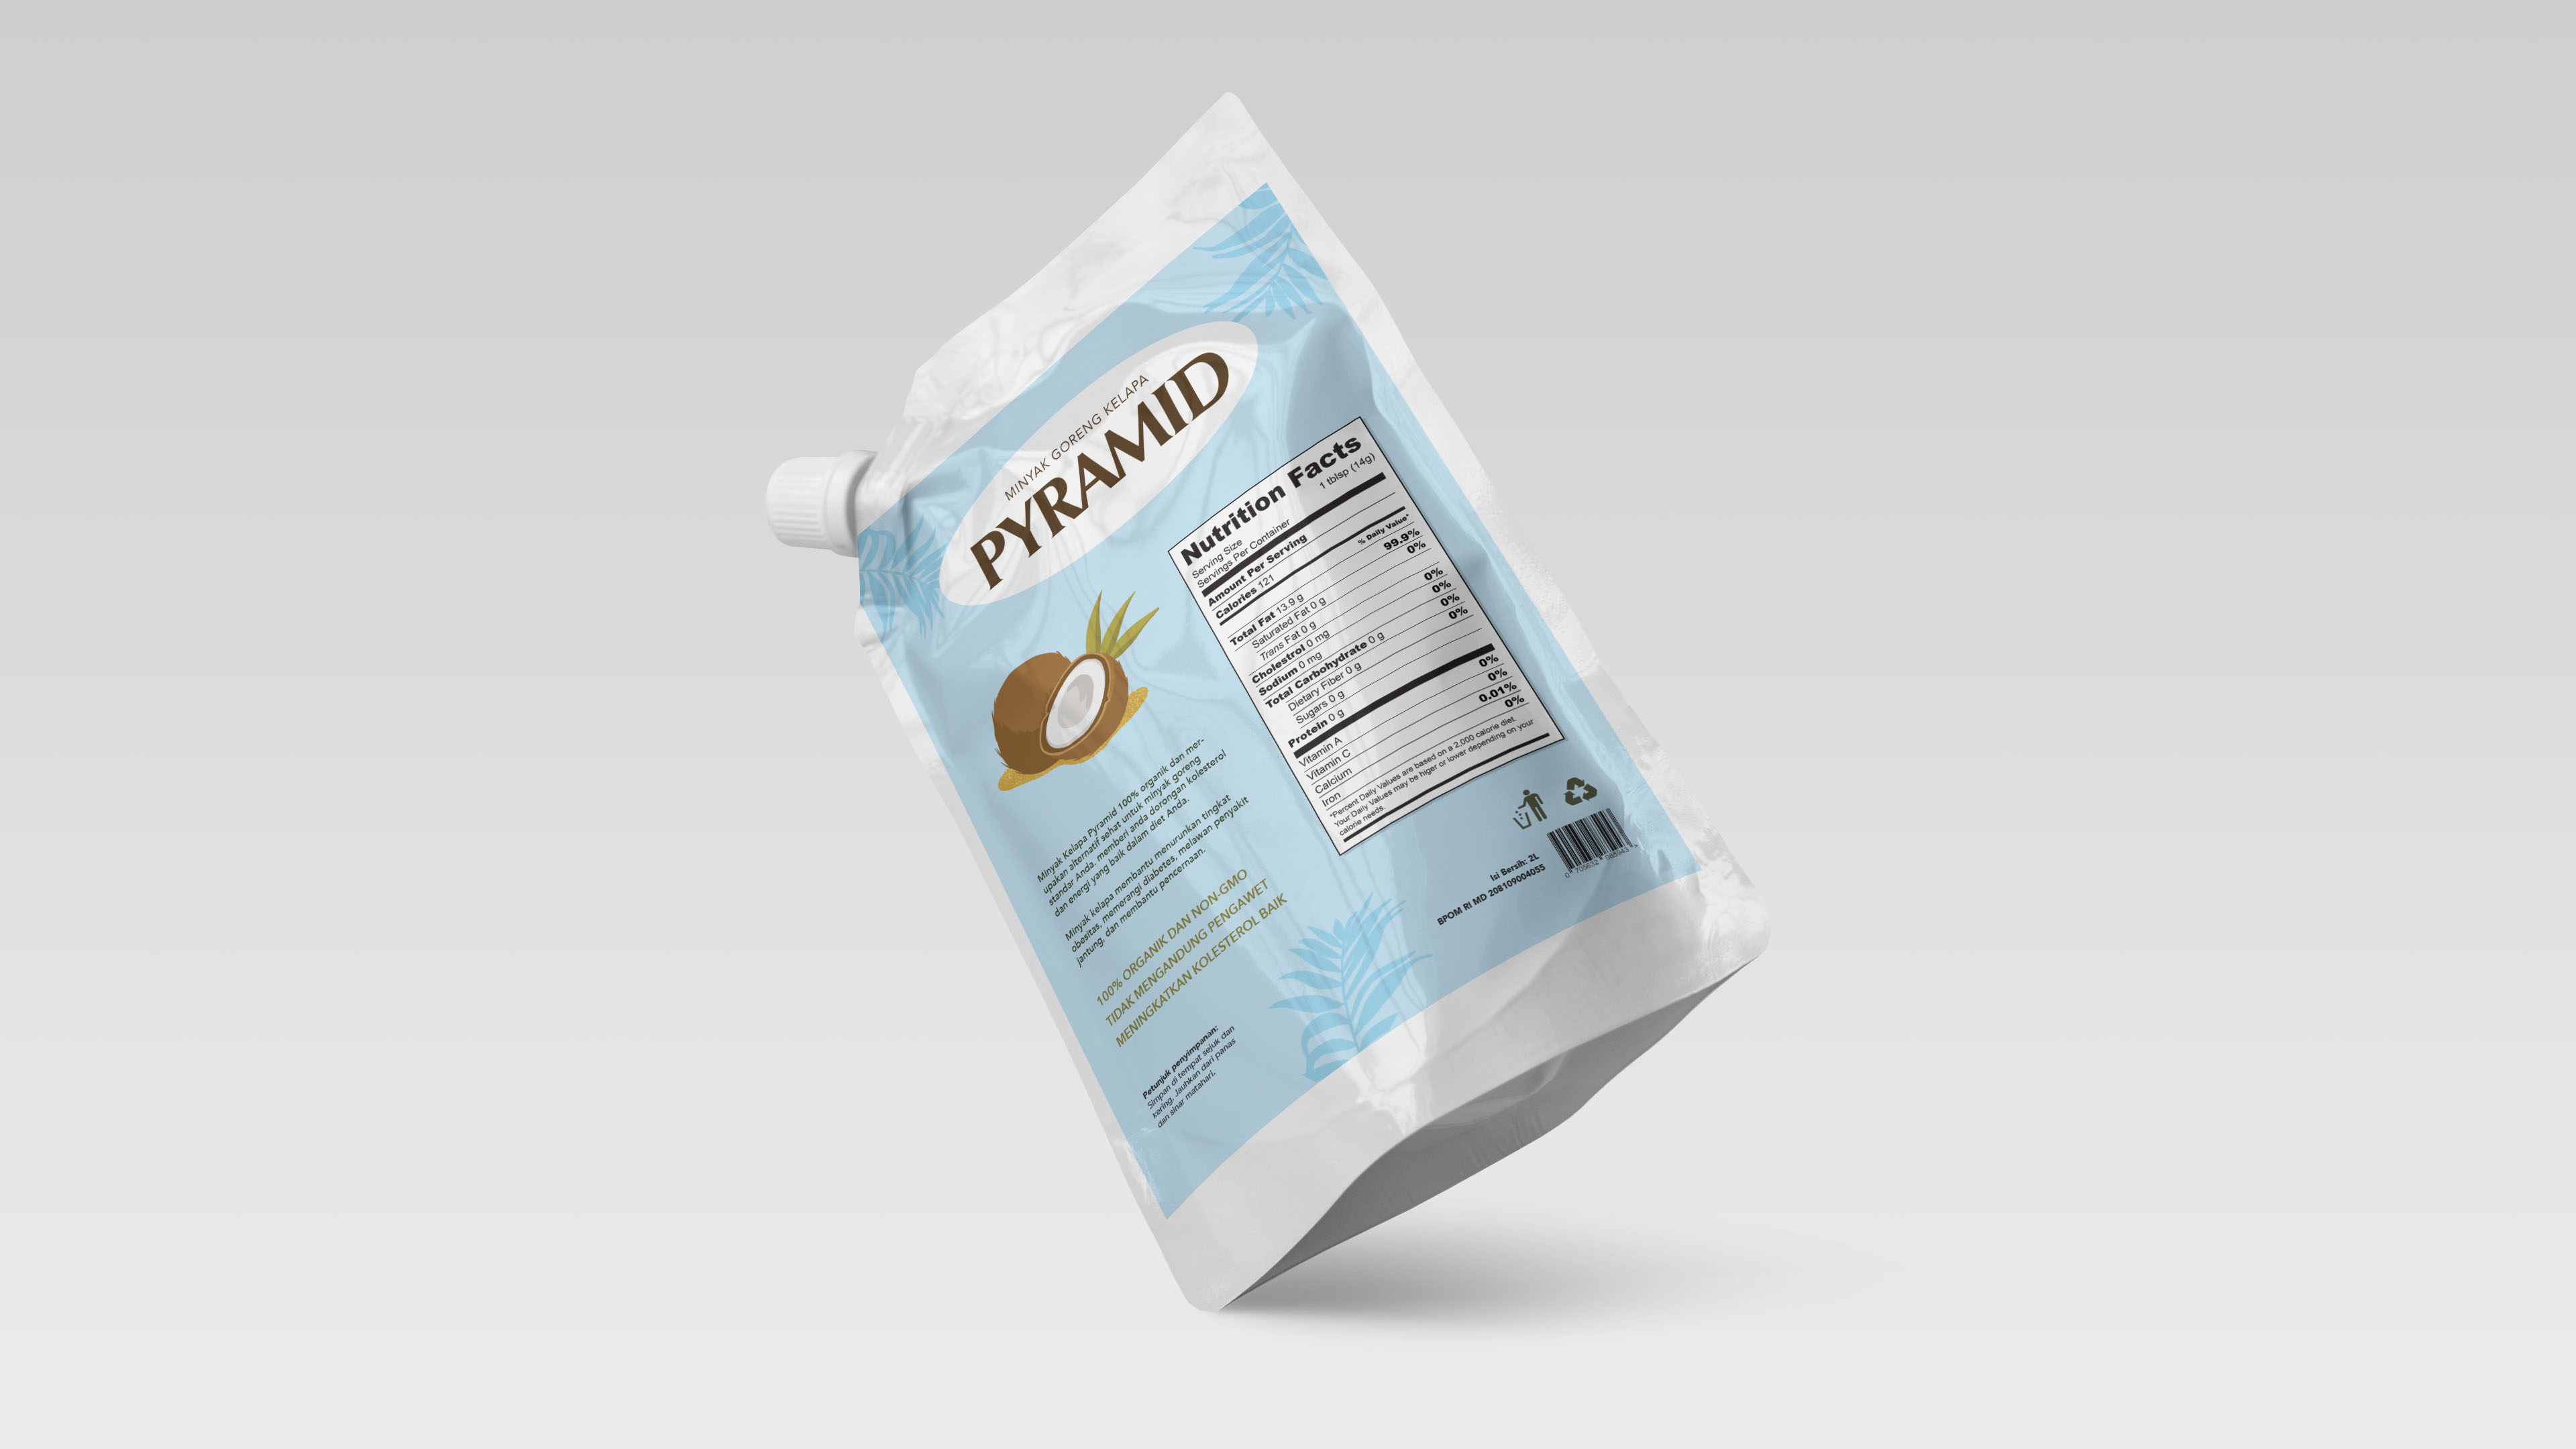 MINYAK GORENG KELAPA
PYRAMID
Minyak Kelapa Pyramid 100% organik dan mer-
upakan alternatif sehat untuk minyak goreng
standar Anda. memberi anda dorongan kolesterol
dan energi yang baik dalam diet Anda.
Minyak kelapa membantu menurunkan tingkat
obesitas, memerangi diabetes, melawan penyakit
jantung, dan membantu pencernaan.
100% ORGANIK DAN NON-GMO
TIDAK MENGANDUNG PENGAWET
MENINGKATKAN KOLESTEROL BAIK
Petunjuk penyimpanan:
Simpan di tempat sejuk dan
kering. Jauhkan dari panas
dan sinar matahari.
Nutrition Facts
Serving Size 1 tblsp (14g)
Servings Per Container
Amount Per Serving
Calories 121
% Daily Value*
Total Fat 13.9 g 99.9%
Saturated Fat 0 g 0%
Trans Fat 0 g
Cholestrol 0 mg 0%
Sodium 0 mg 0%
Total Carbohydrate 0 g 0%
Dietary Fiber 0 g 0%
Sugars 0 g
Protein 0 g
Vitamin A 0%
Vitamin C 0%
Calcium 0.01%
Iron 0%
*Percent Daily Values are based on a 2,000 calorie diet.
Your Daily Values may be higer or lower depending on your
calorie needs.
Isi Bersih: 2L
BPOM RI MD 208109004055